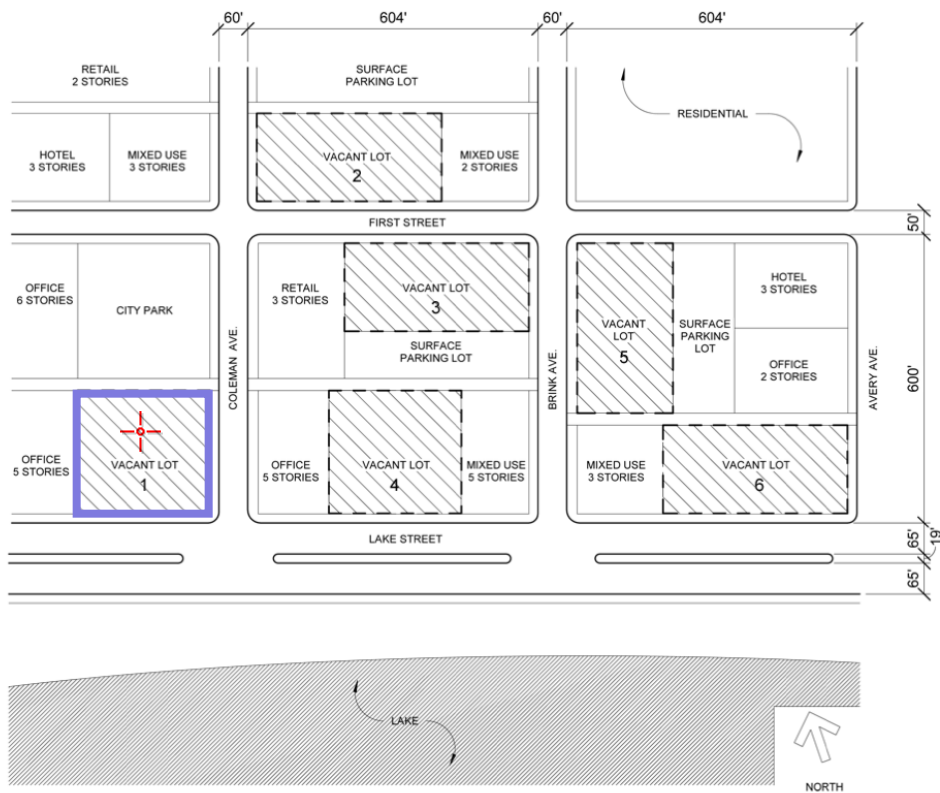 60'
604'
60'
604'
RETAIL
2 STORIES
SURFACE
PARKING LOT
RESIDENTIAL
HOTEL
3 STORIES
MIXED USE
3 STORIES
VACANT LOT
2
MIXED USE
2 STORIES
FIRST STREET
50'
OFFICE
6 STORIES
CITY PARK
COLEMAN AVE.
RETAIL
3 STORIES
VACANT LOT
3
SURFACE
PARKING LOT
BRINK AVE.
VACANT
LOT
5
SURFACE
PARKING
LOT
HOTEL
3 STORIES
OFFICE
2 STORIES
AVERY AVE.
600'
OFFICE
5 STORIES
VACANT LOT
1
OFFICE
5 STORIES
VACANT LOT
4
MIXED USE
5 STORIES
MIXED USE
3 STORIES
VACANT LOT
6
LAKE STREET
65'
19'
65'
LAKE
NORTH